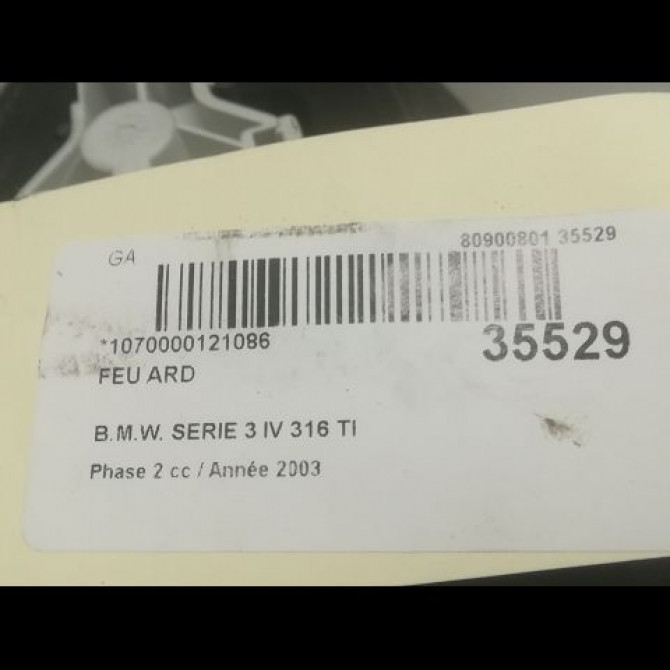 GA
80900801 35529
*1070000121086
35529
FEU ARD
B.M.W. SERIE 3 IV 316 TI
Phase 2 cc / Année 2003